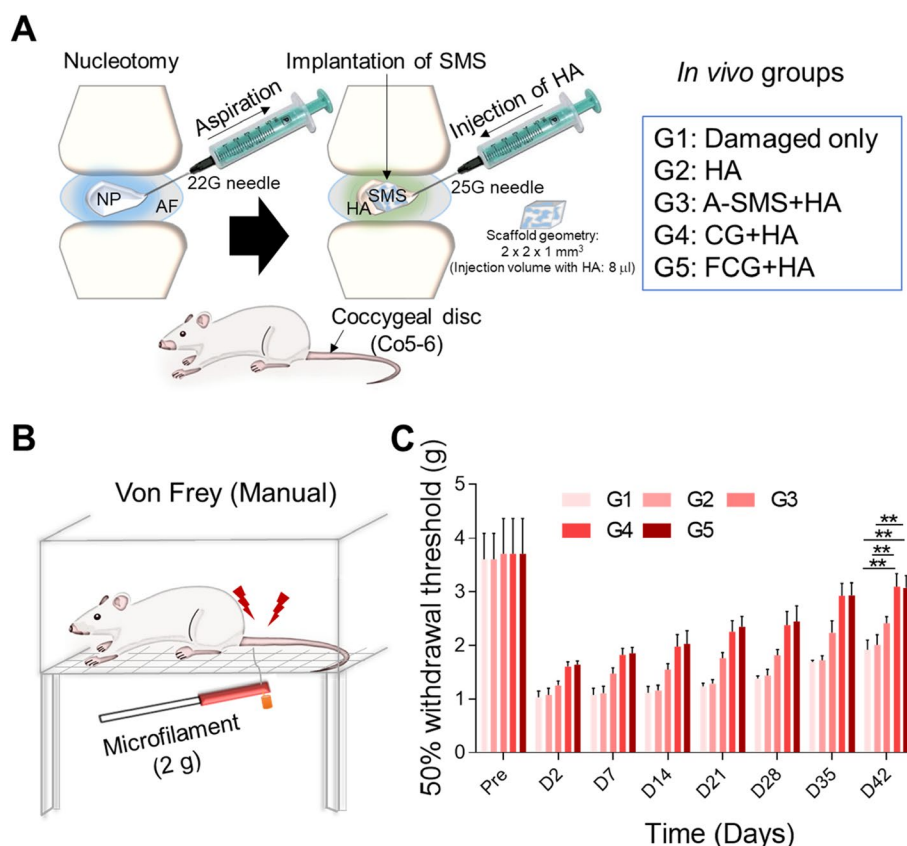 A
Nucleotomy
Implantation of SMS
In vivo groups
Aspiration
Injection of HA
22G needle
25G needle
NP
AF
SMS
HA
Scaffold geometry:
2 x 2 x 1 mm³
(Injection volume with HA: 8 µl)
G1: Damaged only
G2: HA
G3: A-SMS+HA
G4: CG+HA
G5: FCG+HA
Coccygeal disc
(Co5-6)
B
Von Frey (Manual)
Microfilament
(2 g)
C
50% withdrawal threshold (g)
5
4
3
2
1
0
G1 G2 G3
G4 G5
**
**
**
**
Pre D2 D7 D14 D21 D28 D35 D42
Time (Days)